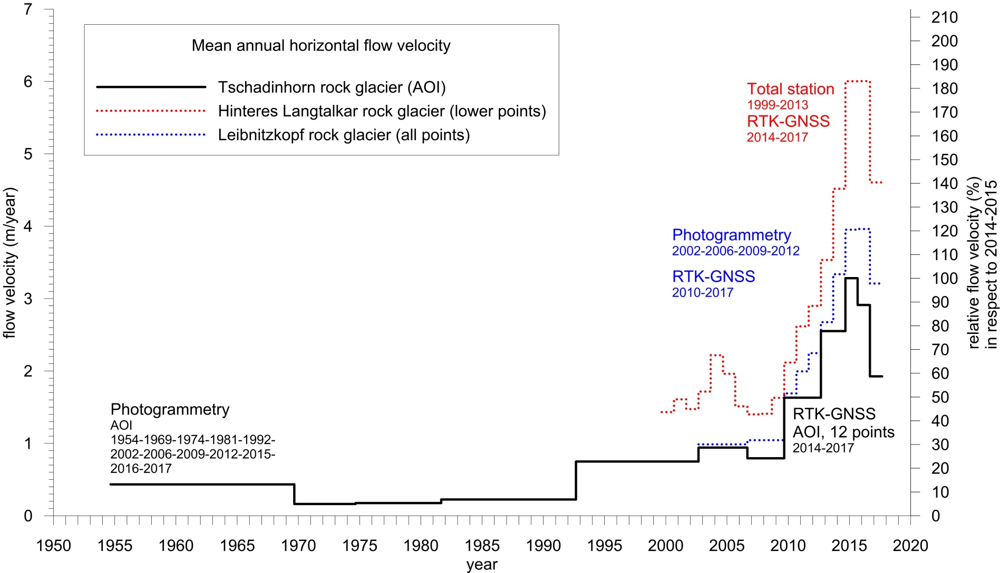 Mean annual horizontal flow velocity
Tschadinhorn rock glacier (AOI)
Hinteres Langtalkar rock glacier (lower points)
Leibnitzkopf rock glacier (all points)
7
6
5
4
3
2
1
0
flow velocity (m/year)
Photogrammetry
AOI
1954-1969-1974-1981-1992-
2002-2006-2009-2012-2015-
2016-2017
Total station
1999-2013
RTK-GNSS
2014-2017
Photogrammetry
2002-2006-2009-2012
RTK-GNSS
2010-2017
RTK-GNSS
AOI, 12 points
2014-2017
210
200
190
180
170
160
150
140
130
120
110
100
90
80
70
60
50
40
30
20
10
0
relative flow velocity (%)
in respect to 2014-2015
1950 1955 1960 1965 1970 1975 1980 1985 1990 1995 2000 2005 2010 2015 2020
year